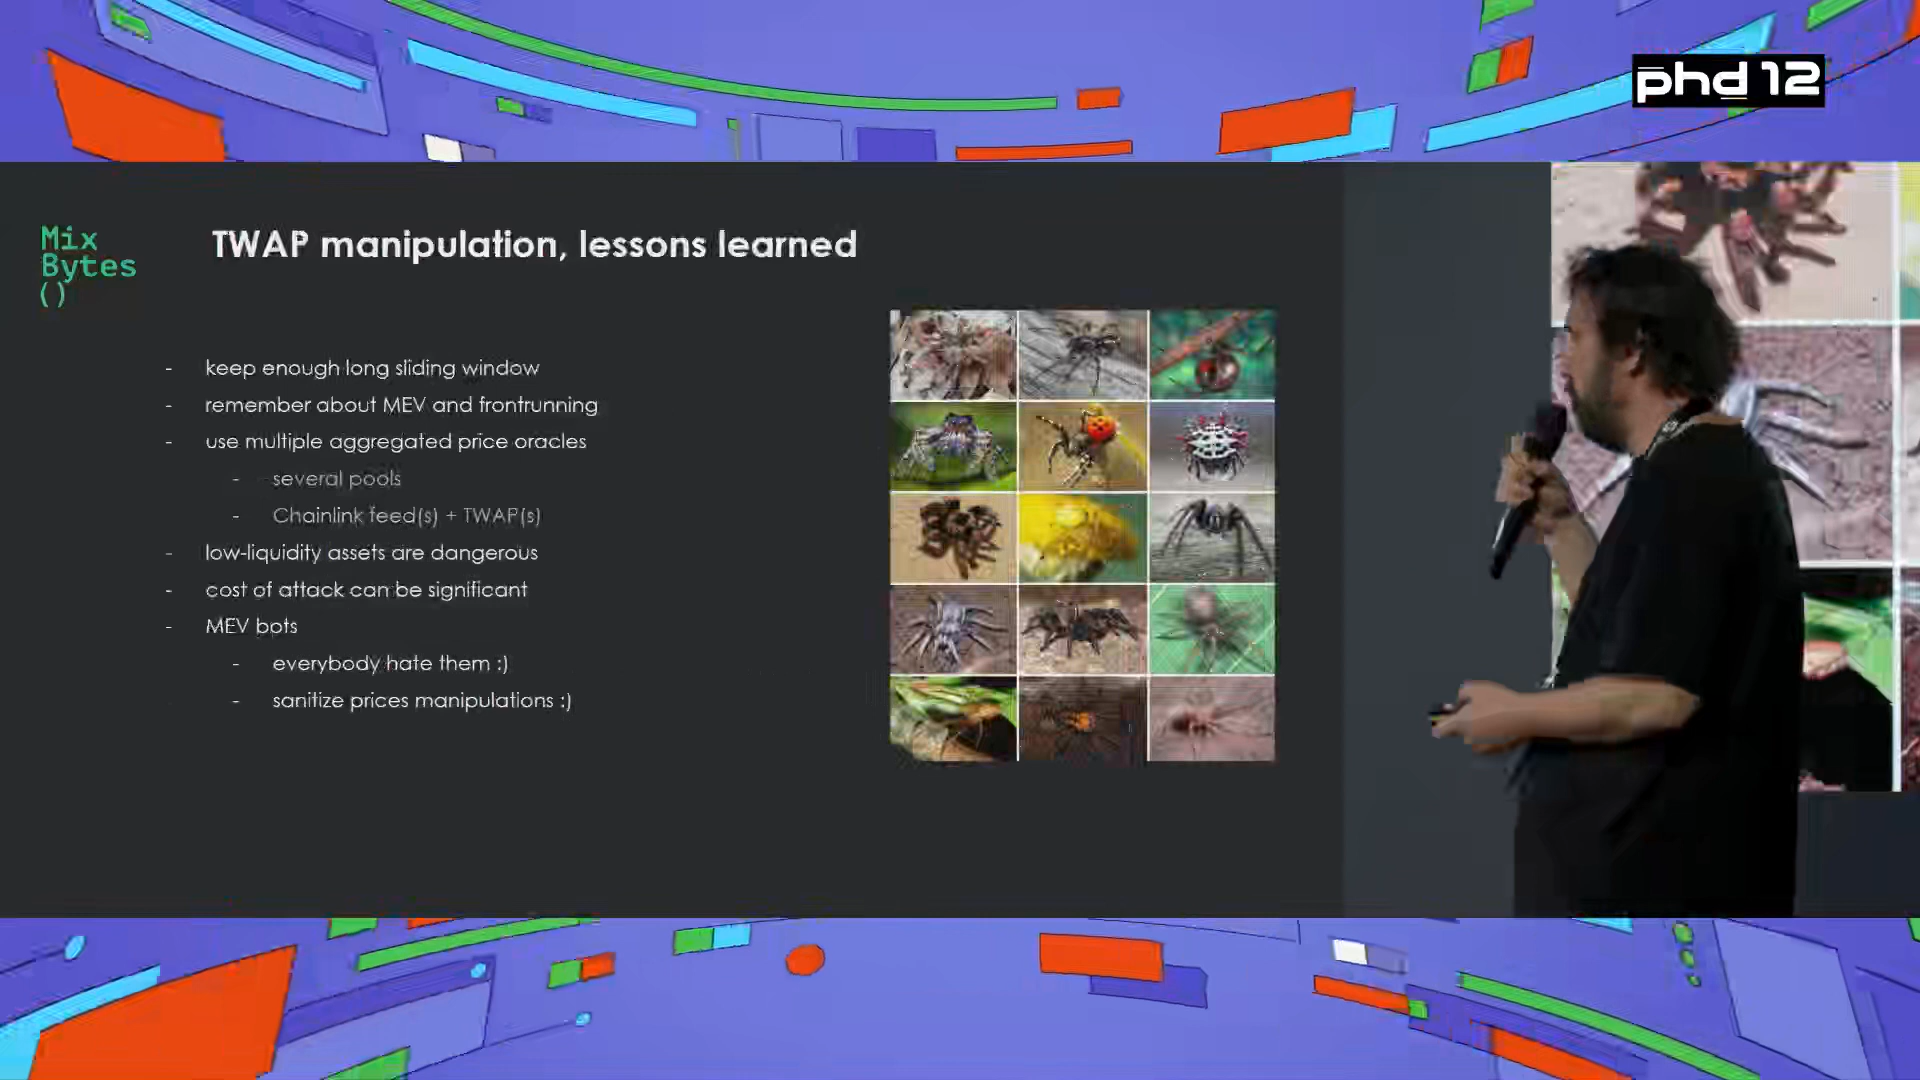 phd 12
Mix
Bytes
()
TWAP manipulation, lessons learned
- keep enough long sliding window
- remember about MEV and frontrunning
- use multiple aggregated price oracles
- several pools
- Chainlink feed(s) + TWAP(s)
- low-liquidity assets are dangerous
- cost of attack can be significant
- MEV bots
- everybody hate them :)
- sanitize prices manipulations :)